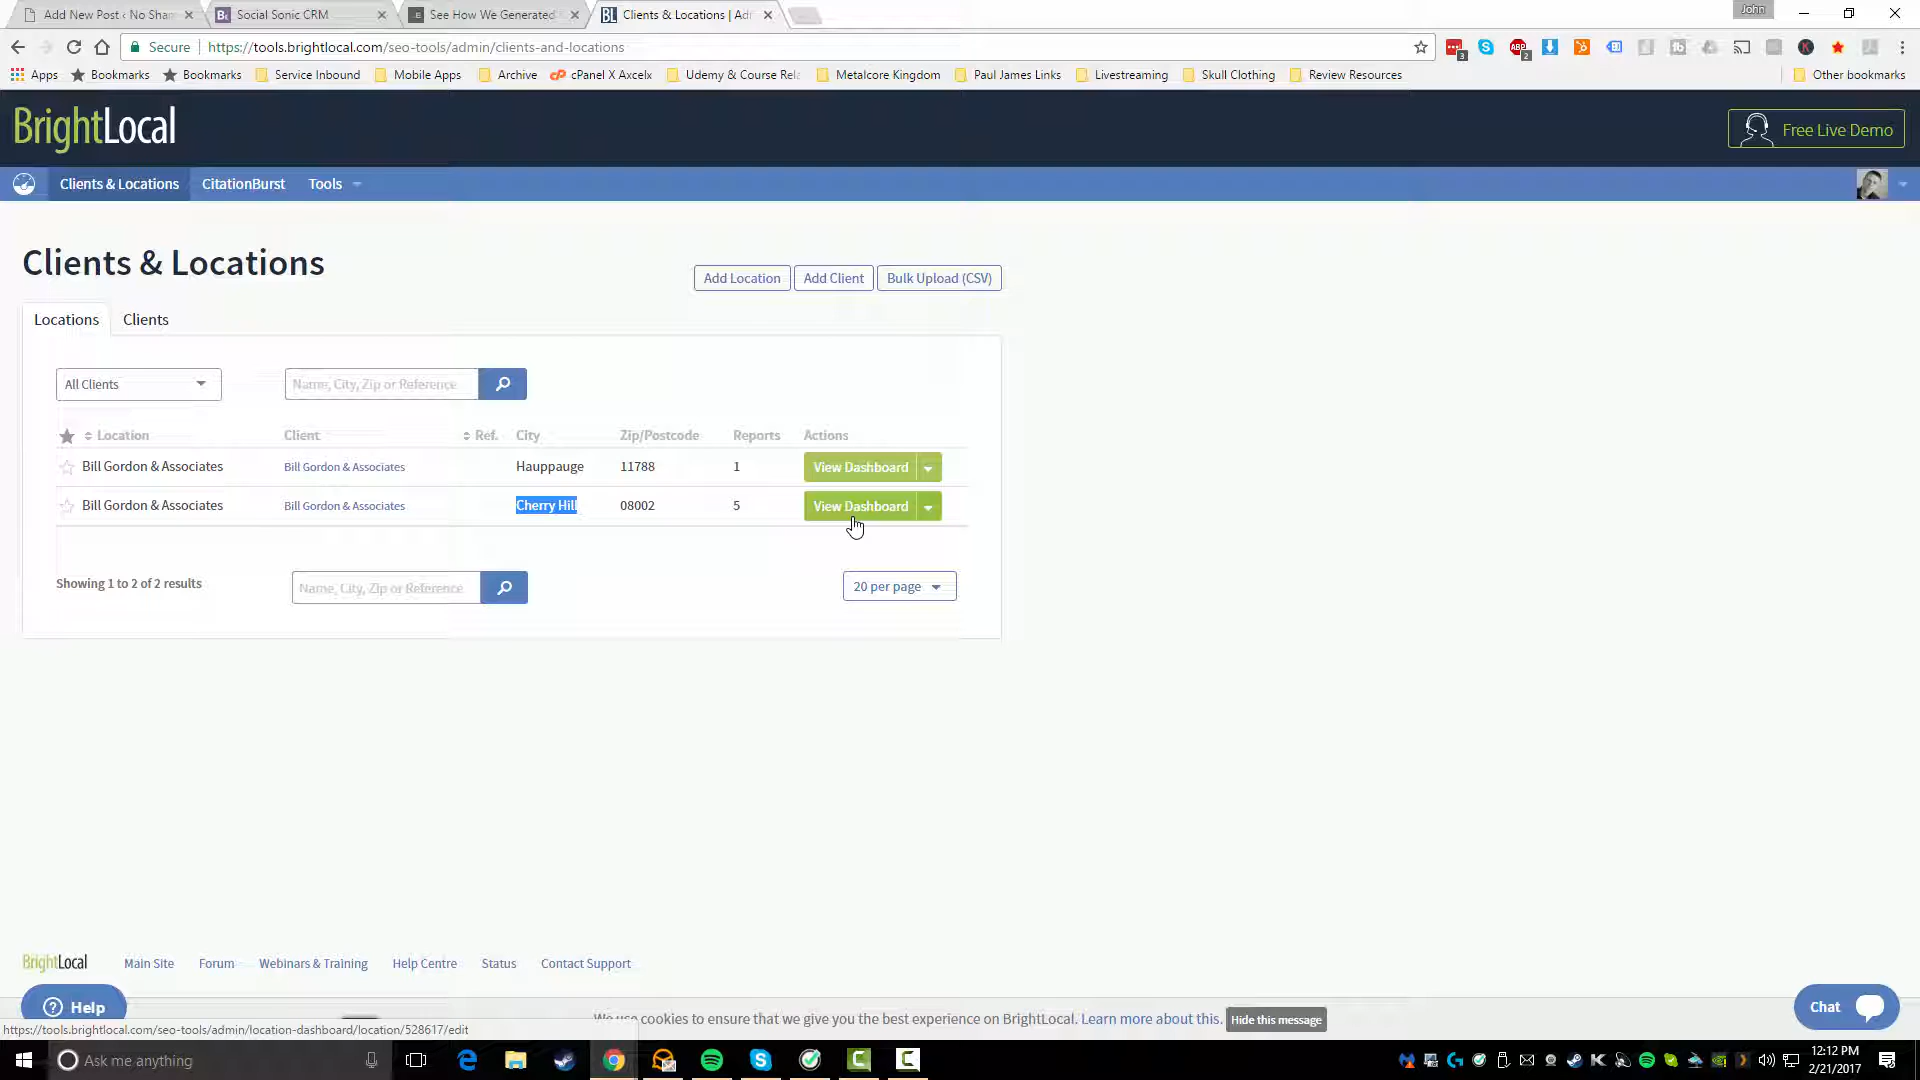 Add New Post ‹ No Sha
Social Sonic CRM
See How We Generated
Clients & Locations | Ad
John
Secure
https://tools.brightlocal.com/seo-tools/admin/clients-and-locations
3
2
Apps
Bookmarks
Bookmarks
Service Inbound
Mobile Apps
Archive
cPanel X Axcelx
Udemy & Course Rela
Metalcore Kingdom
Paul James Links
Livestreaming
Skull Clothing
Review Resources
Other bookmarks
BrightLocal
Free Live Demo
Clients & Locations
CitationBurst
Tools
Clients & Locations
Add Location
Add Client
Bulk Upload (CSV)
Locations
Clients
All Clients
Name, City, Zip or Reference
Location Client Ref. City Zip/Postcode Reports Actions
Bill Gordon & Associates Bill Gordon & Associates Hauppauge 11788 1 View Dashboard
Bill Gordon & Associates Bill Gordon & Associates Cherry Hill 08002 5 View Dashboard
Showing 1 to 2 of 2 results
Name, City, Zip or Reference
20 per page
BrightLocal
Main Site
Forum
Webinars & Training
Help Centre
Status
Contact Support
Help
We use cookies to ensure that we give you the best experience on BrightLocal. Learn more about this.
Hide this message
Chat
https://tools.brightlocal.com/seo-tools/admin/location-dashboard/location/528617/edit
Ask me anything
12:12 PM
2/21/2017